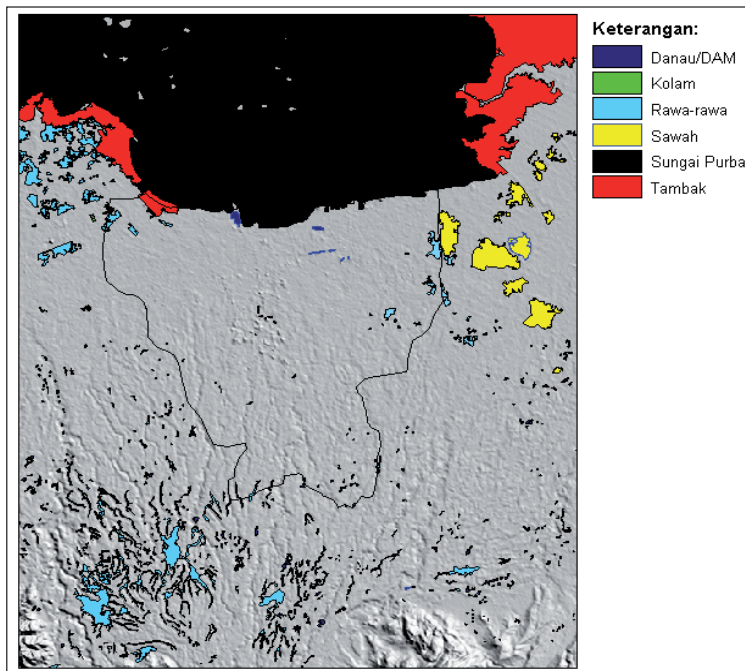 Keterangan:
Danau/DAM
Kolam
Rawa-rawa
Sawah
Sungai Purba
Tambak